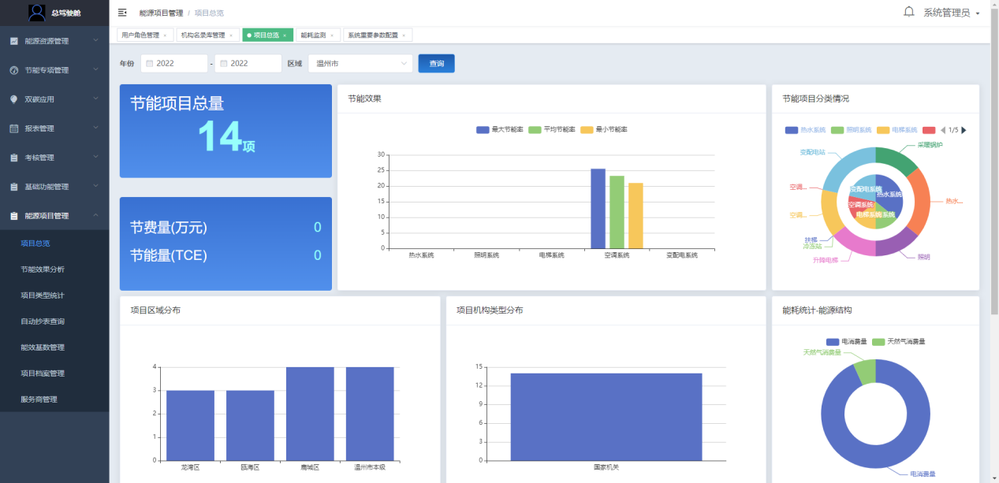 总驾驶舱
能源资源管理
节能专项管理
双碳应用
报表管理
考核管理
基础功能管理
能源项目管理
项目总览
节能效果分析
项目类型统计
自动抄表查询
能效基数管理
项目档案管理
服务商管理
能源项目管理 / 项目总览
系统管理员
用户角色管理 ×
机构名录库管理 ×
项目总览 ×
能耗监测 ×
系统重要参数配置 ×
年份 2022 - 2022 区域 温州市 查询
节能项目总量
14项
节费量(万元) 0
节能量(TCE) 0
节能效果
最大节能率 平均节能率 最小节能率
30
25
20
15
10
5
0
热水系统 照明系统 电梯系统 空调系统 变配电系统
节能项目分类情况
热水系统 照明系统 电梯系统 1/5
采暖锅炉
变配电站
空调...
热水...
变配电系统
热水系统
空调系统
电梯系统
系统
空调...
扶梯
冷冻站
升降电梯
照明
项目区域分布
4
3
2
1
0
龙湾区 瓯海区 鹿城区 温州市本级
项目机构类型分布
15
12
9
6
3
0
国家机关
能耗统计-能源结构
电消费量 天然气消费量
天然气消费量
电消费量